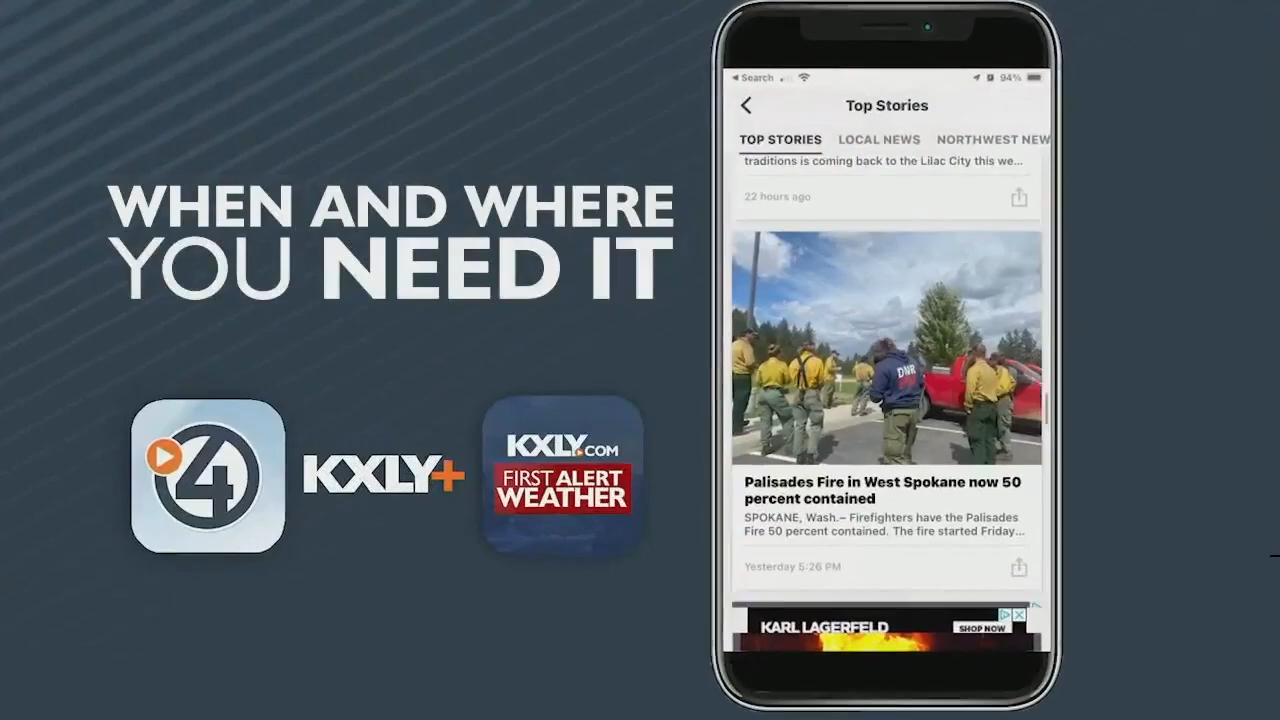 WHEN AND WHERE
YOU NEED IT
4
KXLY+
KXLY.COM
FIRST ALERT
WEATHER
Search
94%
Top Stories
TOP STORIES LOCAL NEWS NORTHWEST NEW
traditions is coming back to the Lilac City this we...
22 hours ago
DNR
Palisades Fire in West Spokane now 50
percent contained
SPOKANE, Wash.– Firefighters have the Palisades
Fire 50 percent contained. The fire started Friday...
Yesterday 5:26 PM
KARL LAGERFELD
SHOP NOW